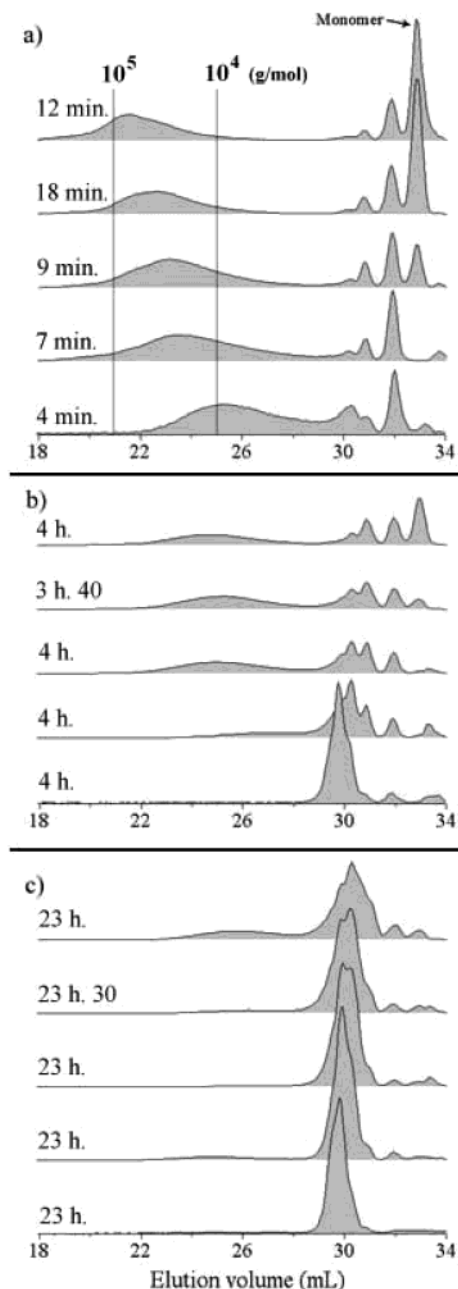 a)
Monomer
10⁵ 10⁴ (g/mol)
12 min.
18 min.
9 min.
7 min.
4 min.
18 22 26 30 34
b)
4 h.
3 h. 40
4 h.
4 h.
4 h.
18 22 26 30 34
c)
23 h.
23 h. 30
23 h.
23 h.
23 h.
18 22 26 30 34
Elution volume (mL)